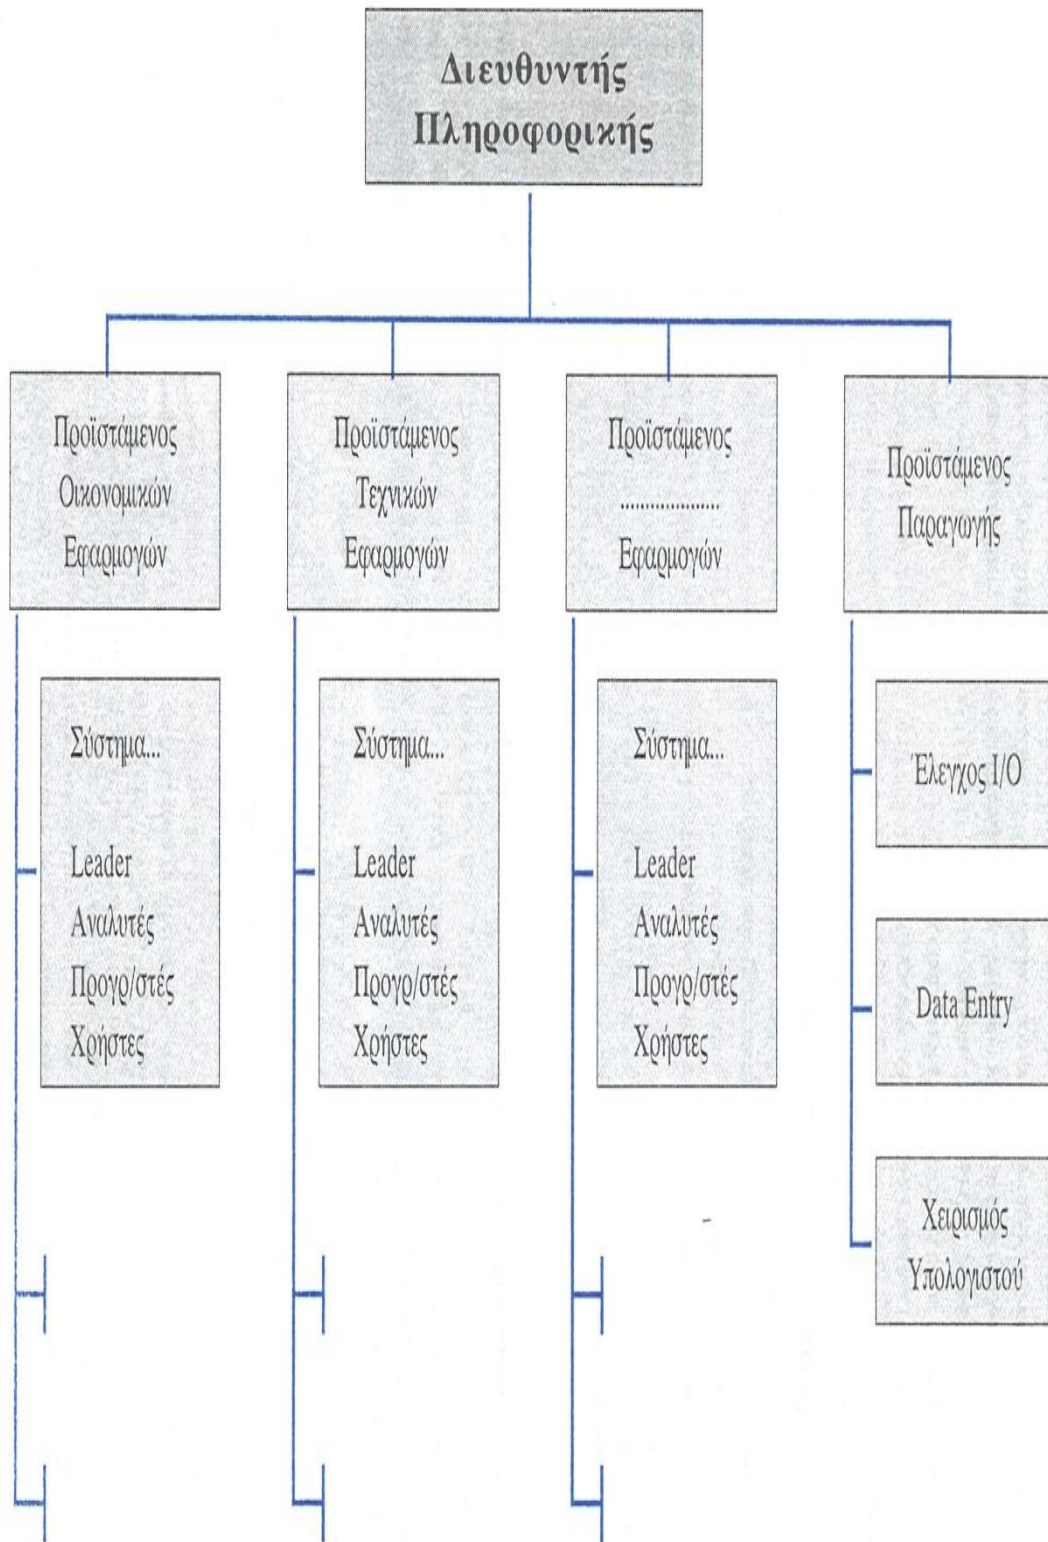 Διευθυντής
Πληροφορικής
Προϊστάμενος
Οικονομικών
Εφαρμογών
Προϊστάμενος
Τεχνικών
Εφαρμογών
Προϊστάμενος
...................
Εφαρμογών
Προϊστάμενος
Παραγωγής
Σύστημα...
Leader
Αναλυτές
Προγρ/στές
Χρήστες
Σύστημα...
Leader
Αναλυτές
Προγρ/στές
Χρήστες
Σύστημα...
Leader
Αναλυτές
Προγρ/στές
Χρήστες
Έλεγχος I/O
Data Entry
Χειρισμός
Υπολογιστού